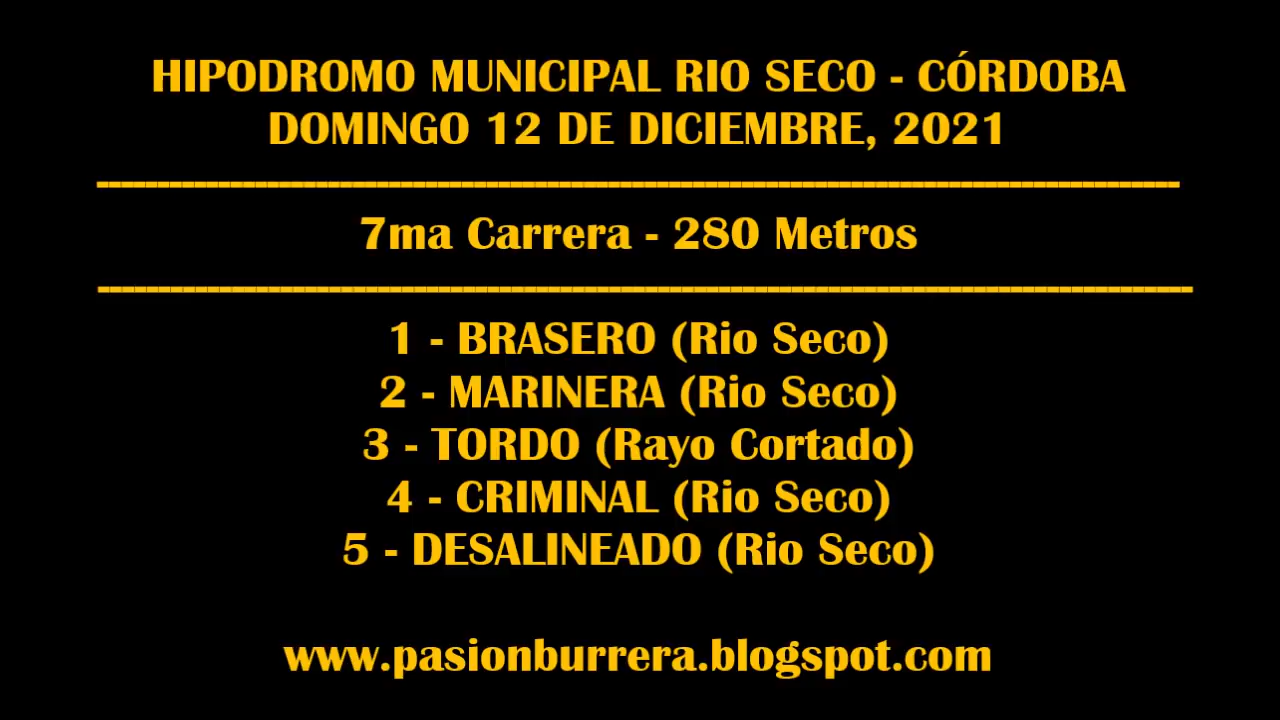 HIPODROMO MUNICIPAL RIO SECO - CÓRDOBA
DOMINGO 12 DE DICIEMBRE, 2021
7ma Carrera - 280 Metros
1 - BRASERO (Rio Seco)
2 - MARINERA (Rio Seco)
3 - TORDO (Rayo Cortado)
4 - CRIMINAL (Rio Seco)
5 - DESALINEADO (Rio Seco)
www.pasionburrera.blogspot.com